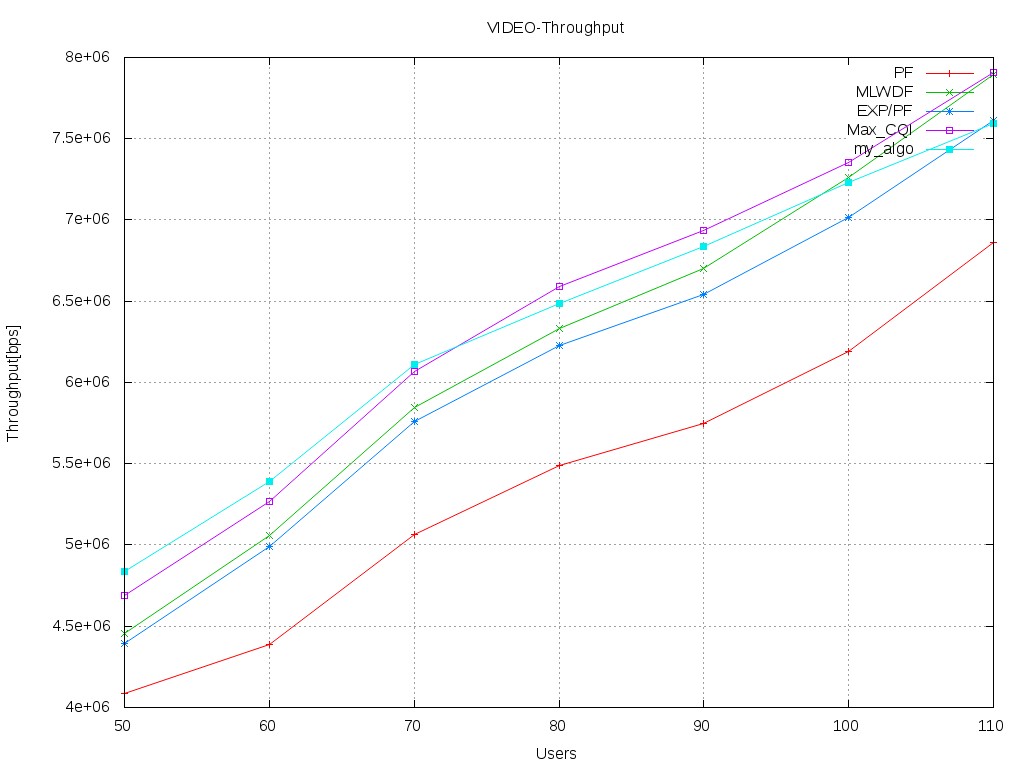 VIDEO-Throughput
8e+06
7.5e+06
7e+06
6.5e+06
6e+06
5.5e+06
5e+06
4.5e+06
4e+06
Throughput[bps]
PF
MLWDF
EXP/PF
Max_CQI
my_algo
50 60 70 80 90 100 110
Users